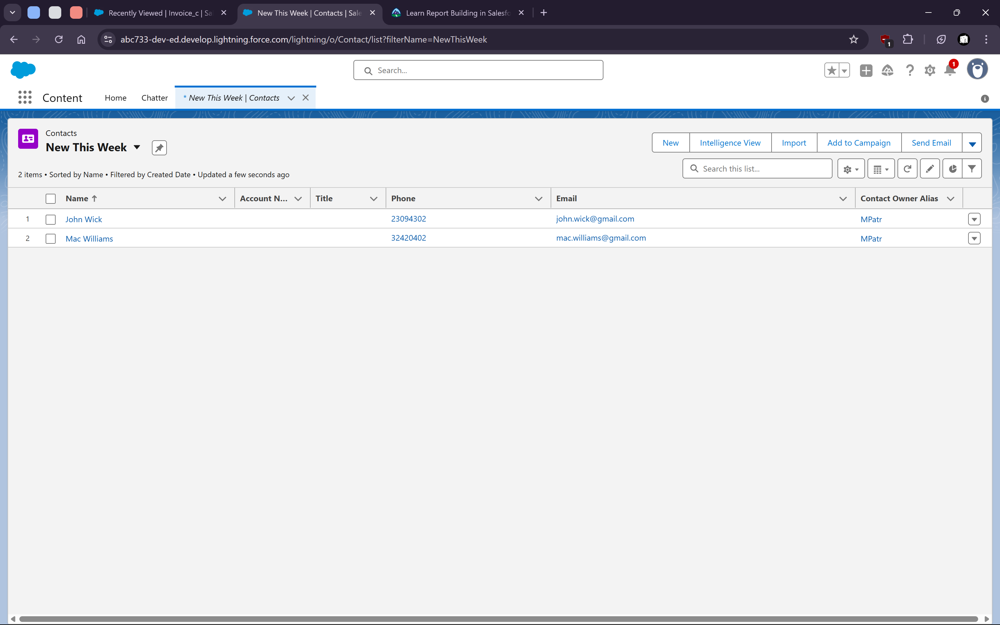 Recently Viewed | Invoice_c | Sa
New This Week | Contacts | Sale
Learn Report Building in Salesfo
abc733-dev-ed.develop.lightning.force.com/lightning/o/Contact/list?filterName=NewThisWeek
1
Search...
1
Content
Home
Chatter
* New This Week | Contacts
Contacts
New This Week
New
Intelligence View
Import
Add to Campaign
Send Email
2 items • Sorted by Name • Filtered by Created Date • Updated a few seconds ago
Search this list...
Name Account N... Title Phone Email Contact Owner Alias
1 John Wick 23094302 john.wick@gmail.com MPatr
2 Mac Williams 32420402 mac.williams@gmail.com MPatr